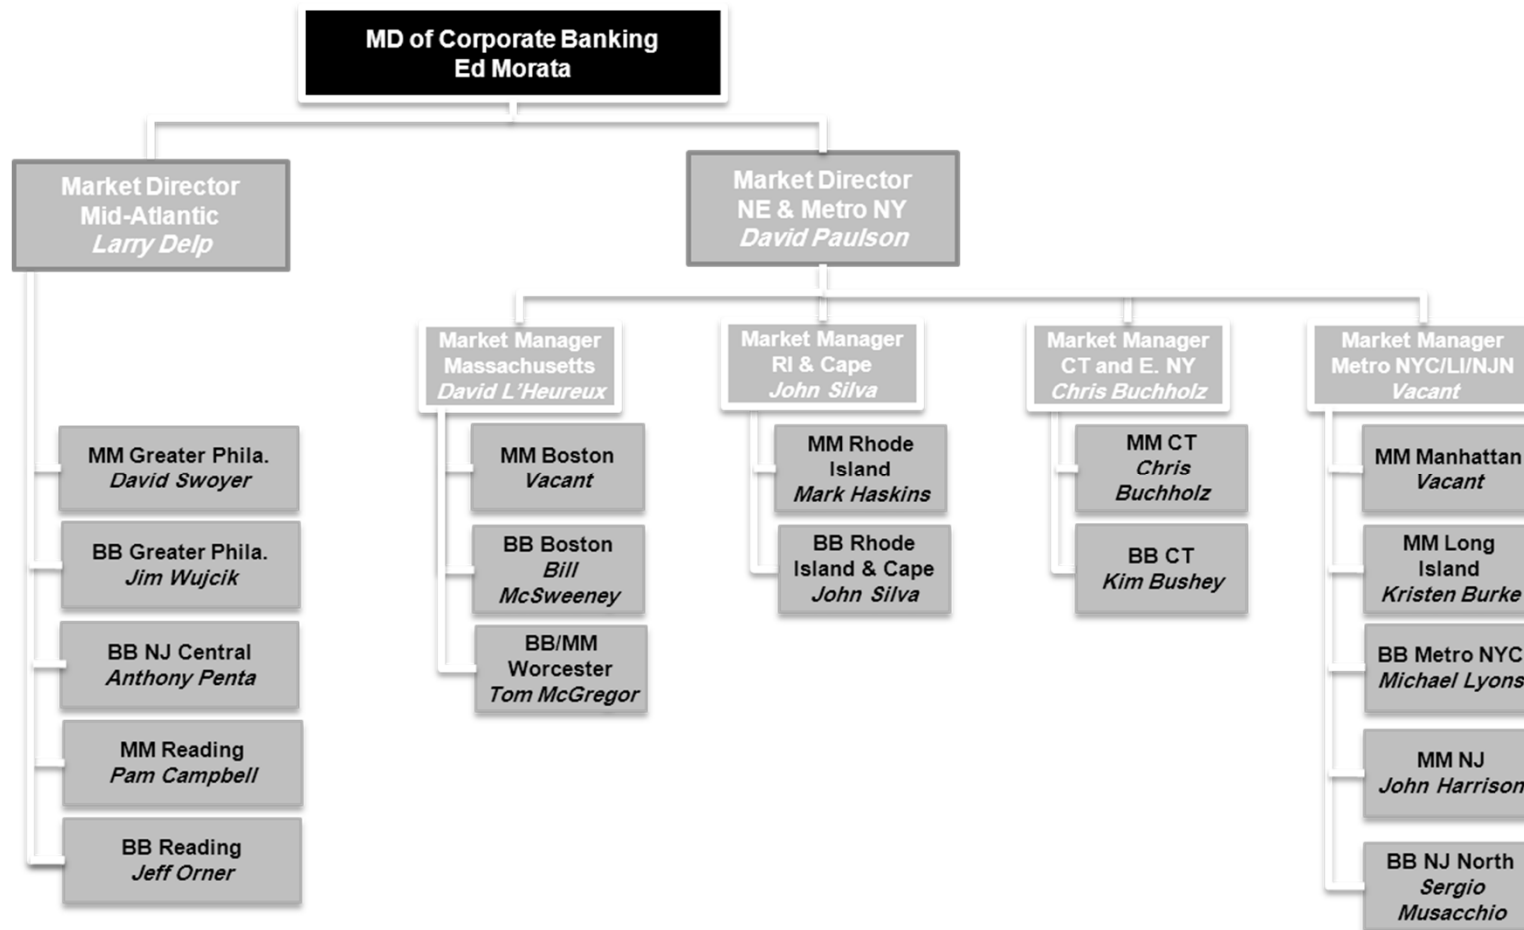 MD of Corporate Banking
Ed Morata
Market Director
Mid-Atlantic
Larry Delp
Market Director
NE & Metro NY
David Paulson
Market Manager
Massachusetts
David L'Heureux
Market Manager
RI & Cape
John Silva
Market Manager
CT and E. NY
Chris Buchholz
Market Manager
Metro NYC/LI/NJN
Vacant
MM Greater Phila.
David Swoyer
BB Greater Phila.
Jim Wujcik
BB NJ Central
Anthony Penta
MM Reading
Pam Campbell
BB Reading
Jeff Orner
MM Boston
Vacant
BB Boston
Bill
McSweeney
BB/MM
Worcester
Tom McGregor
MM Rhode
Island
Mark Haskins
BB Rhode
Island & Cape
John Silva
MM CT
Chris
Buchholz
BB CT
Kim Bushey
MM Manhattan
Vacant
MM Long
Island
Kristen Burke
BB Metro NYC
Michael Lyons
MM NJ
John Harrison
BB NJ North
Sergio
Musacchio